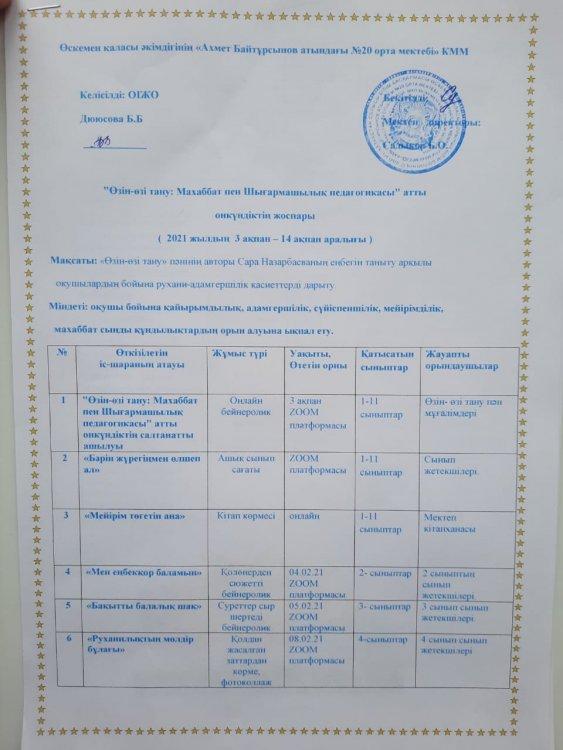 Өскемен қаласы әкімдігінің «Ахмет Байтұрсынов атындағы №20 орта мектебі» КММ
Келісілді: ОІЖО
Бекітілді:
Дююсова Б.Б
Мектеп директоры:
"Өзін-өзі тану: Махаббат пен Шығармашылық педагогикасы" атты
онкүндіктің жоспары
( 2021 жылдың 3 ақпан – 14 ақпан аралығы )
Мақсаты: «Өзін-өзі тану» пәнінің авторы Сара Назарбаеваның еңбегін таныту арқылы
оқушылардың бойына рухани-адамгершілік қасиеттерді дарыту.
Міндеті: оқушы бойына қайырымдылық, адамгершілік, сүйіспеншілік, мейірімділік,
махаббат сынды құндылықтардың орын алуына ықпал ету.
№ Өткізілетін іс-шараның атауы Жұмыс түрі Уақыты, Өтетін орны Қатысатын сыныптар Жауапты орындаушылар
1 "Өзін-өзі тану: Махаббат пен Шығармашылық педагогикасы" атты онкүндіктің салтанатты ашылуы Онлайн бейнеролик 3 ақпан ZOOM платформасы 1-11 сыныптар Өзін- өзі тану пән мұғалімдері
2 «Бәрін жүрегіңмен өлшеп ал» Ашық сынып сағаты ZOOM платформасы 1-11 сыныптар Сынып жетекшілері.
3 «Мейірім төгетін ана» Кітап көрмесі онлайн 1-11 сыныптар Мектеп кітапханасы
4 «Мен еңбекқор баламын» Қолөнерден сюжетті бейнеролик 04.02.21 ZOOM платформасы 2- сыныптар 2 сыныптың сынып жетекшілері
5 «Бақытты балалық шақ» Суреттер сыр шертеді бейнеролик 05.02.21 ZOOM платформасы 3- сыныптар 3 сынып сынып жетекшілері
6 «Руханилықтың мөлдір бұлағы» Қолдан жасалған заттардан көрме, фотоколлаж 08.02.21 ZOOM платформасы 4-сыныптар 4 сынып сынып жетекшілері